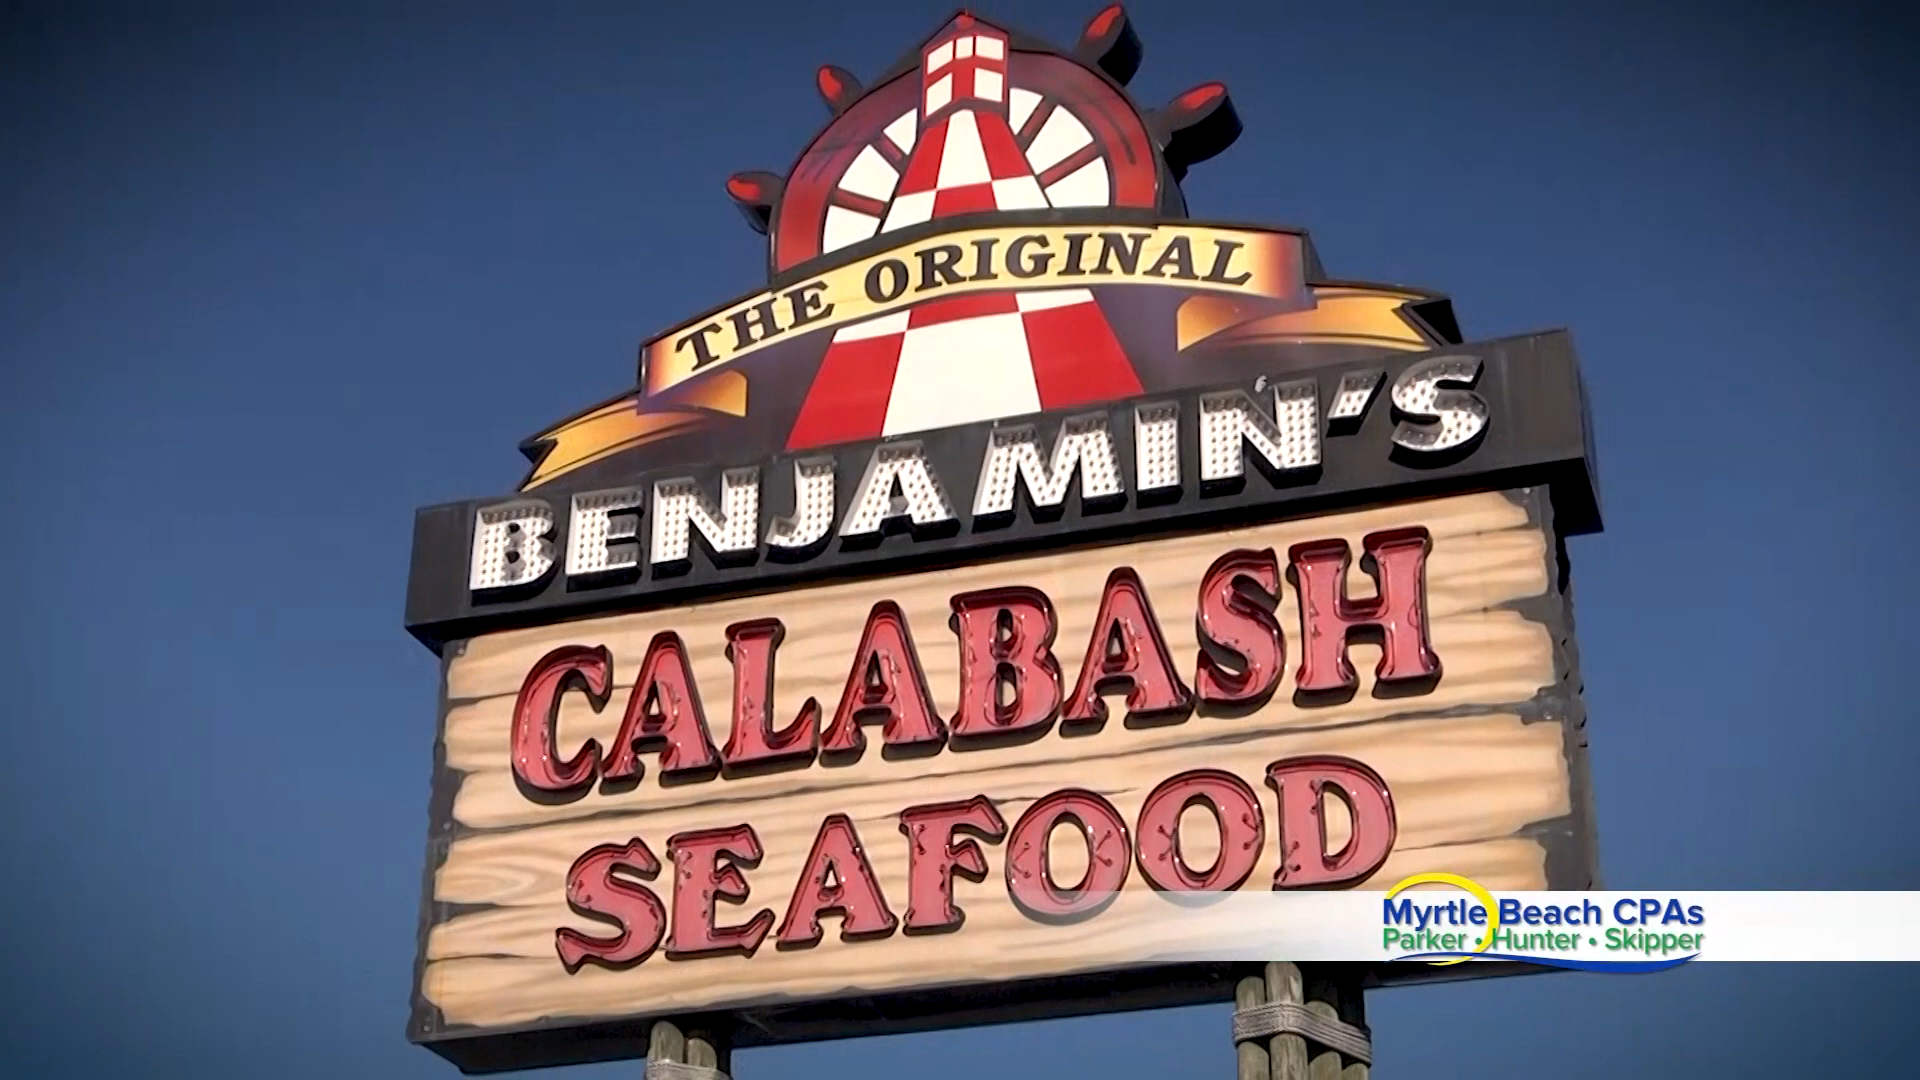 THE ORIGINAL
BENJAMIN'S
CALABASH
SEAFOOD
Myrtle Beach CPAs
Parker • Hunter • Skipper